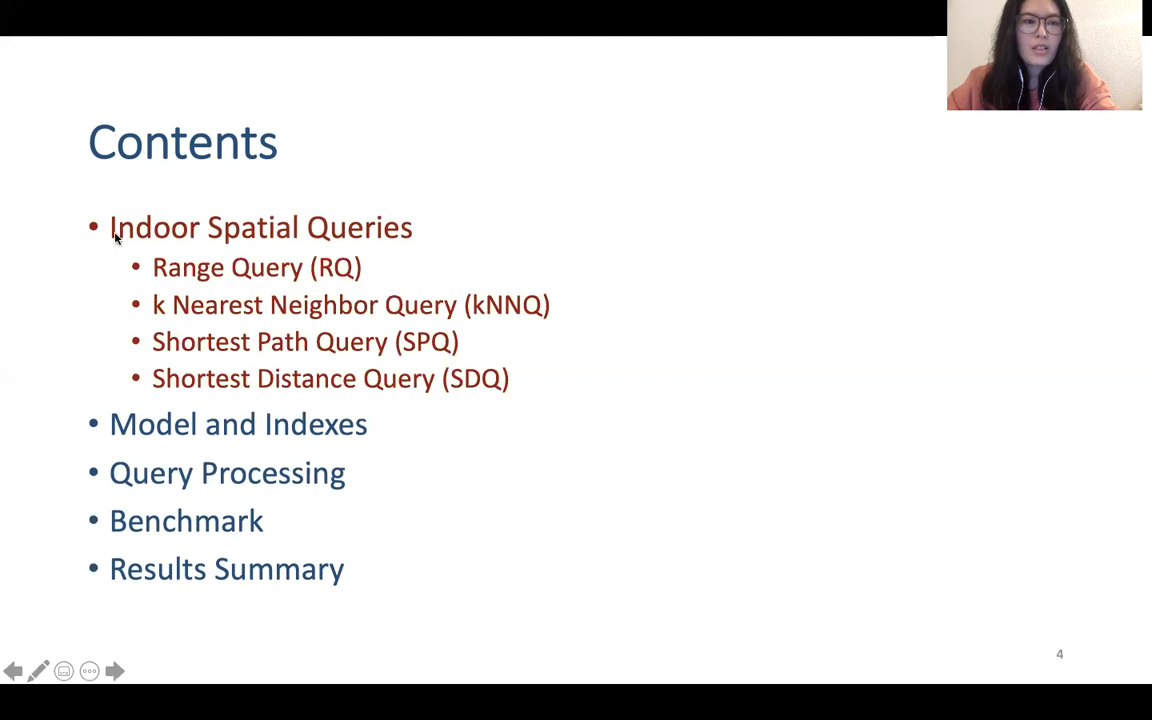 Contents
• Indoor Spatial Queries
• Range Query (RQ)
• k Nearest Neighbor Query (kNNQ)
• Shortest Path Query (SPQ)
• Shortest Distance Query (SDQ)
• Model and Indexes
• Query Processing
• Benchmark
• Results Summary
4